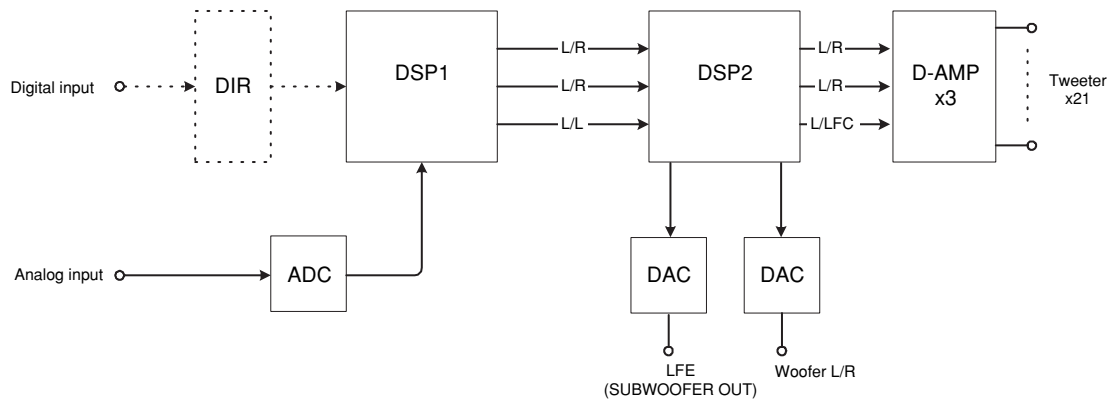 Digital input
DIR
DSP1
L/R
L/R
L/L
DSP2
L/R
L/R
L/LFC
D-AMP
x3
Tweeter
x21
Analog input
ADC
DAC
DAC
LFE
(SUBWOOFER OUT)
Woofer L/R